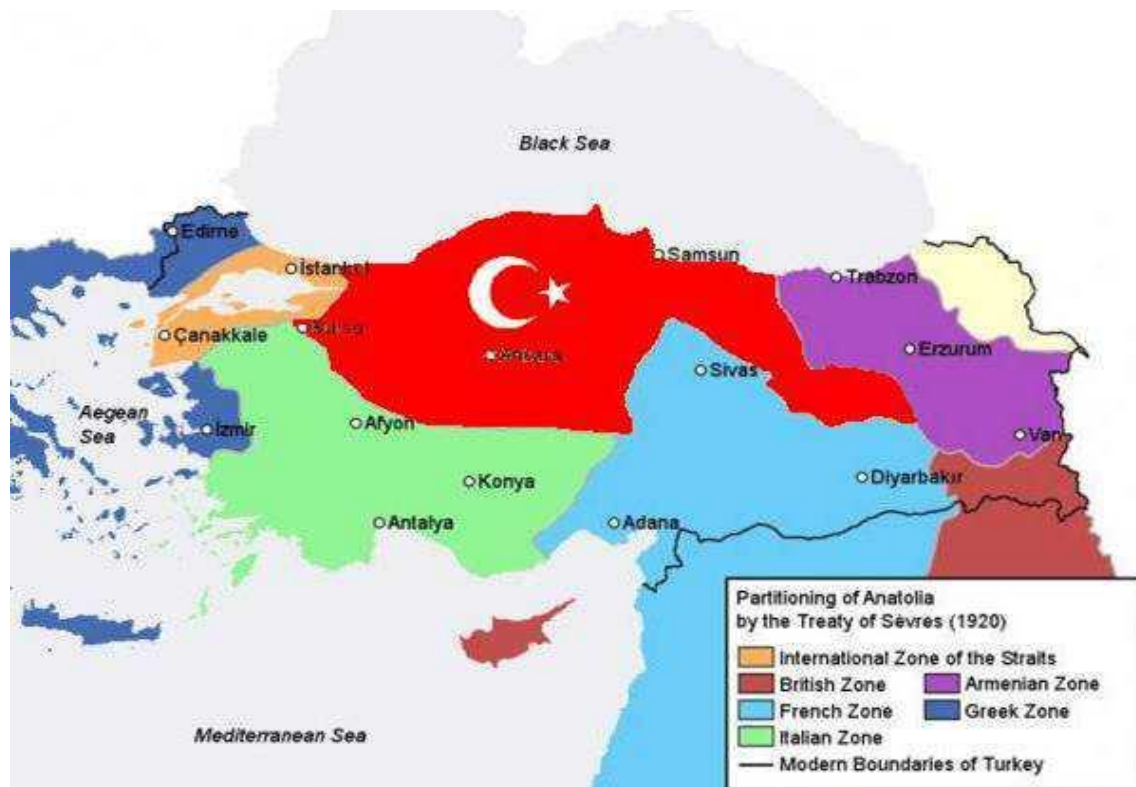 Black Sea
Edirne
Samsun
Trabzon
Çanakkale
Erzurum
Sivas
Aegean
Sea
İzmir
Afyon
Van
Konya
Diyarbakır
Antalya
Adana
Mediterranean Sea
Partitioning of Anatolia
by the Treaty of Sèvres (1920)
International Zone of the Straits
British Zone
Armenian Zone
French Zone
Greek Zone
Italian Zone
Modern Boundaries of Turkey